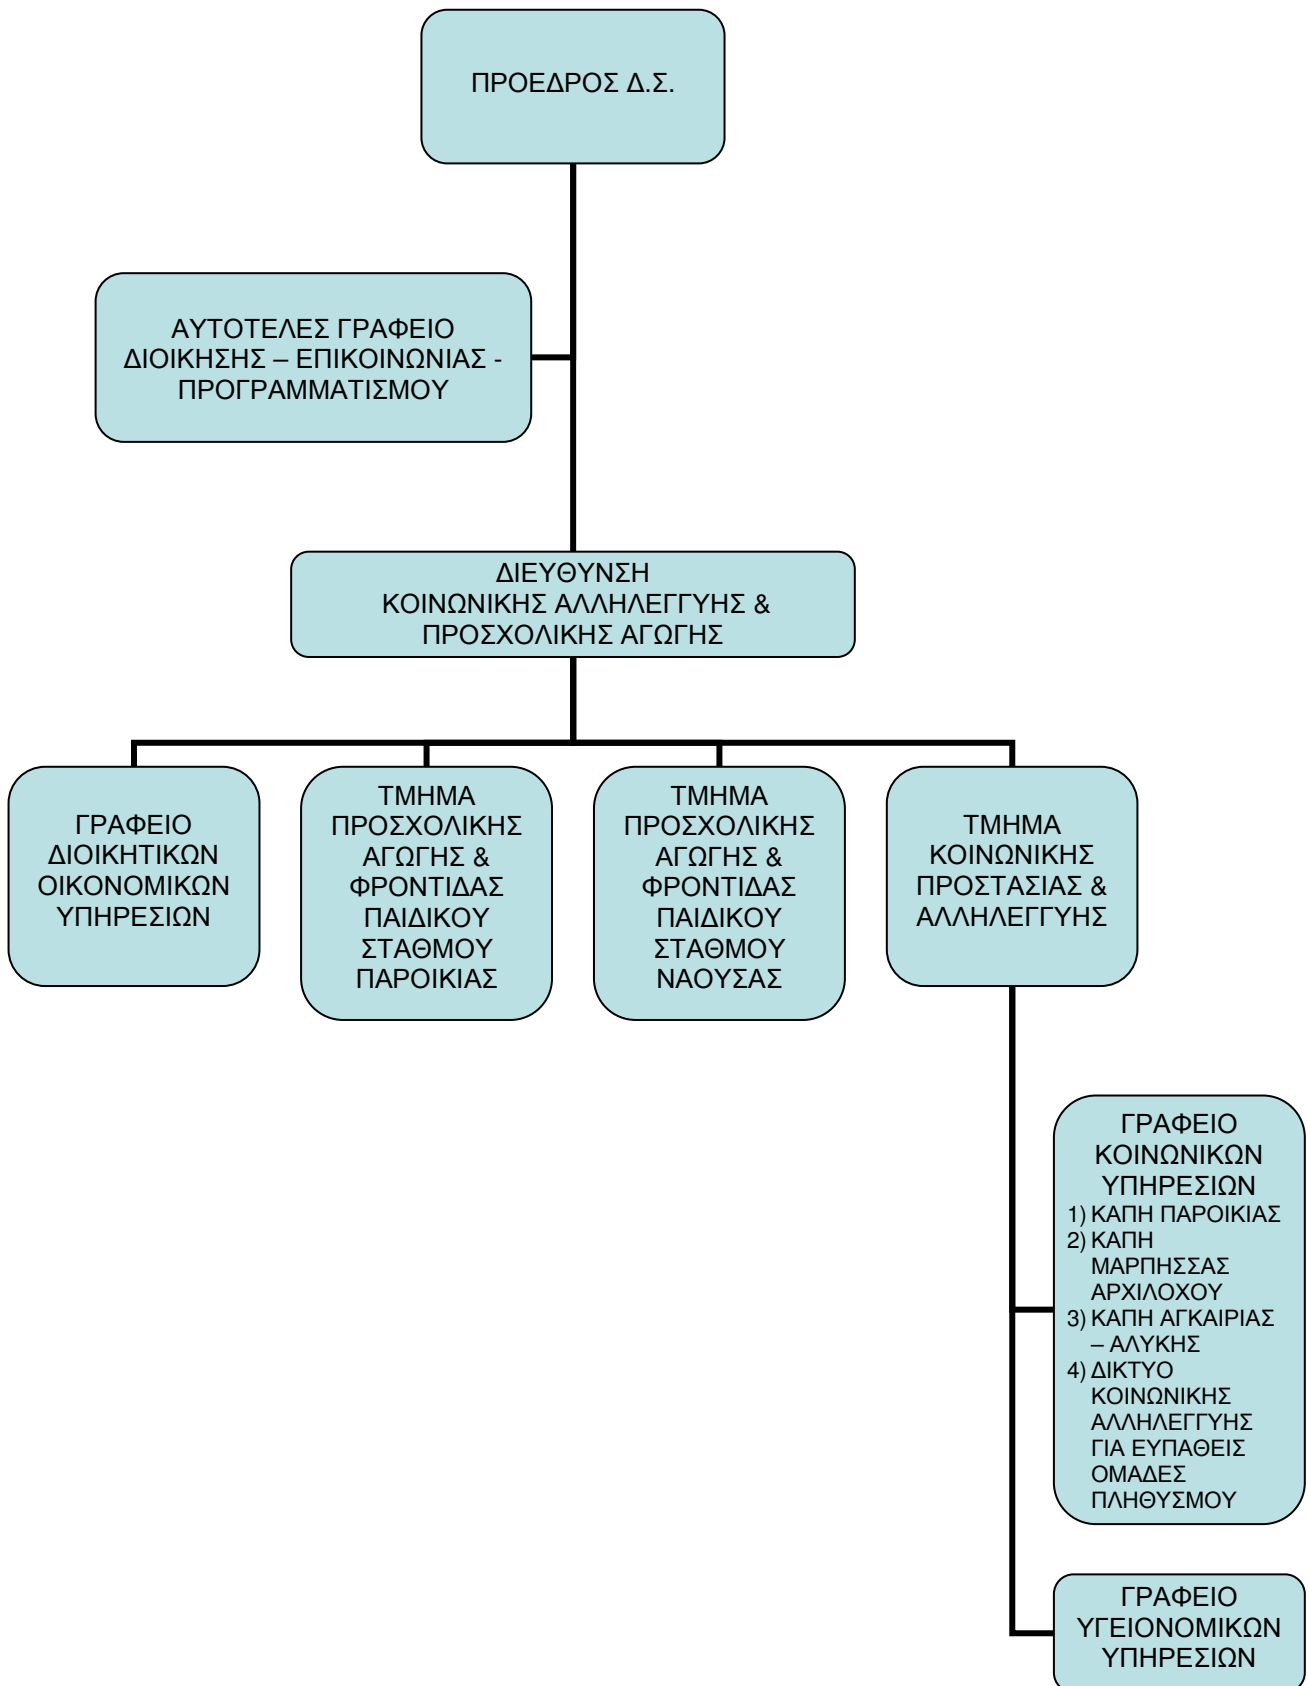 ΠΡΟΕΔΡΟΣ Δ.Σ.
ΑΥΤΟΤΕΛΕΣ ΓΡΑΦΕΙΟ
ΔΙΟΙΚΗΣΗΣ – ΕΠΙΚΟΙΝΩΝΙΑΣ -
ΠΡΟΓΡΑΜΜΑΤΙΣΜΟΥ
ΔΙΕΥΘΥΝΣΗ
ΚΟΙΝΩΝΙΚΗΣ ΑΛΛΗΛΕΓΓΥΗΣ &
ΠΡΟΣΧΟΛΙΚΗΣ ΑΓΩΓΗΣ
ΓΡΑΦΕΙΟ
ΔΙΟΙΚΗΤΙΚΩΝ
ΟΙΚΟΝΟΜΙΚΩΝ
ΥΠΗΡΕΣΙΩΝ
ΤΜΗΜΑ
ΠΡΟΣΧΟΛΙΚΗΣ
ΑΓΩΓΗΣ &
ΦΡΟΝΤΙΔΑΣ
ΠΑΙΔΙΚΟΥ
ΣΤΑΘΜΟΥ
ΠΑΡΟΙΚΙΑΣ
ΤΜΗΜΑ
ΠΡΟΣΧΟΛΙΚΗΣ
ΑΓΩΓΗΣ &
ΦΡΟΝΤΙΔΑΣ
ΠΑΙΔΙΚΟΥ
ΣΤΑΘΜΟΥ
ΝΑΟΥΣΑΣ
ΤΜΗΜΑ
ΚΟΙΝΩΝΙΚΗΣ
ΠΡΟΣΤΑΣΙΑΣ &
ΑΛΛΗΛΕΓΓΥΗΣ
ΓΡΑΦΕΙΟ
ΚΟΙΝΩΝΙΚΩΝ
ΥΠΗΡΕΣΙΩΝ
1) ΚΑΠΗ ΠΑΡΟΙΚΙΑΣ
2) ΚΑΠΗ
ΜΑΡΠΗΣΣΑΣ
ΑΡΧΙΛΟΧΟΥ
3) ΚΑΠΗ ΑΓΚΑΙΡΙΑΣ
– ΑΛΥΚΗΣ
4) ΔΙΚΤΥΟ
ΚΟΙΝΩΝΙΚΗΣ
ΑΛΛΗΛΕΓΓΥΗΣ
ΓΙΑ ΕΥΠΑΘΕΙΣ
ΟΜΑΔΕΣ
ΠΛΗΘΥΣΜΟΥ
ΓΡΑΦΕΙΟ
ΥΓΕΙΟΝΟΜΙΚΩΝ
ΥΠΗΡΕΣΙΩΝ